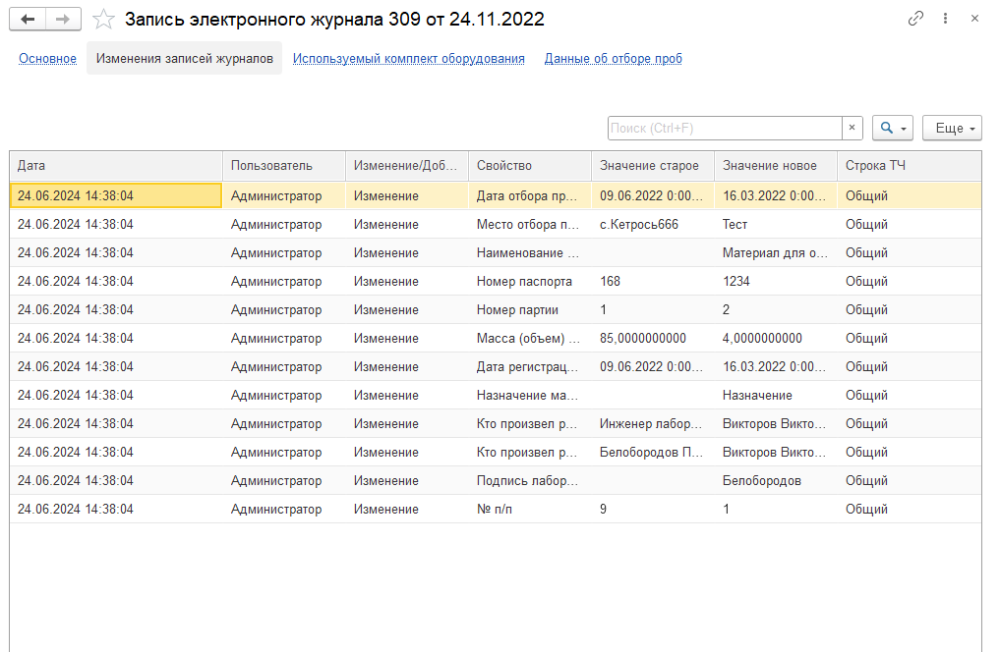 Запись электронного журнала 309 от 24.11.2022
Основное Изменения записей журналов Используемый комплект оборудования Данные об отборе проб
Поиск (Ctrl+F) × Еще
Дата Пользователь Изменение/Доб... Свойство Значение старое Значение новое Строка ТЧ
24.06.2024 14:38:04 Администратор Изменение Дата отбора пр... 09.06.2022 0:00... 16.03.2022 0:00... Общий
24.06.2024 14:38:04 Администратор Изменение Место отбора п... с.Кетрось666 Тест Общий
24.06.2024 14:38:04 Администратор Изменение Наименование ... Материал для о... Общий
24.06.2024 14:38:04 Администратор Изменение Номер паспорта 168 1234 Общий
24.06.2024 14:38:04 Администратор Изменение Номер партии 1 2 Общий
24.06.2024 14:38:04 Администратор Изменение Масса (объем) ... 85,0000000000 4,0000000000 Общий
24.06.2024 14:38:04 Администратор Изменение Дата регистрац... 09.06.2022 0:00... 16.03.2022 0:00... Общий
24.06.2024 14:38:04 Администратор Изменение Назначение ма... Назначение Общий
24.06.2024 14:38:04 Администратор Изменение Кто произвел р... Инженер лабор... Викторов Викто... Общий
24.06.2024 14:38:04 Администратор Изменение Кто произвел р... Белобородов П... Викторов Викто... Общий
24.06.2024 14:38:04 Администратор Изменение Подпись лабор... Белобородов Общий
24.06.2024 14:38:04 Администратор Изменение № п/п 9 1 Общий